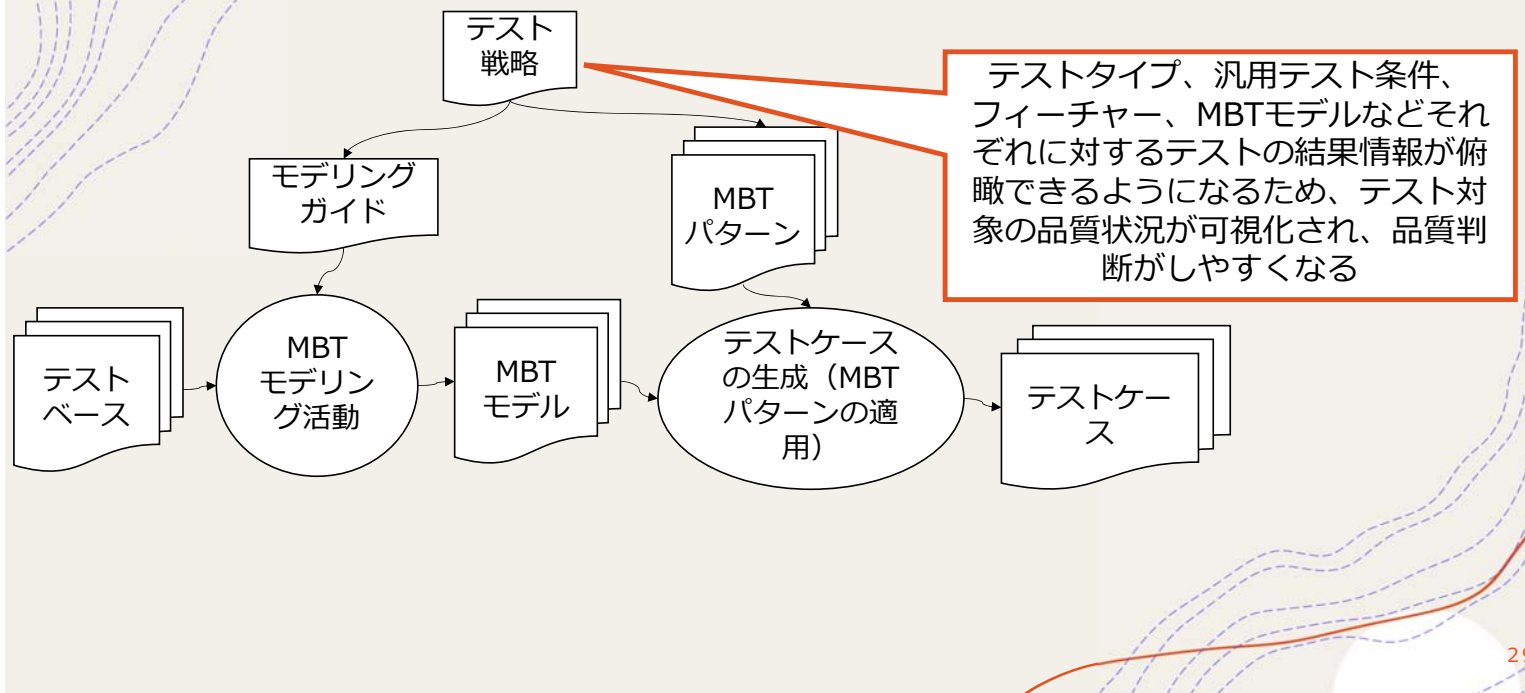 テスト
戦略
テストタイプ、汎用テスト条件、
フィーチャー、MBTモデルなどそれ
ぞれに対するテストの結果情報が俯
瞰できるようになるため、テスト対
象の品質状況が可視化され、品質判
断がしやすくなる
モデリング
ガイド
MBT
パターン
テスト
ベース
MBT
モデリン
グ活動
MBT
モデル
テストケース
の生成（MBT
パターンの適
用）
テストケー
ス
29